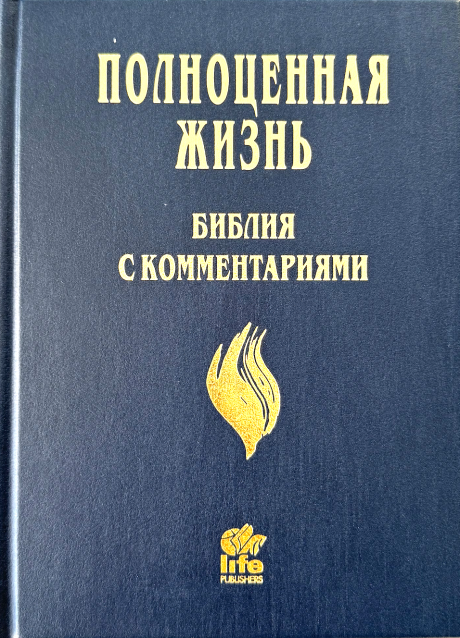 ПОЛНОЦЕННАЯ
ЖИЗНЬ
БИБЛИЯ
С КОММЕНТАРИЯМИ
life
PUBLISHERS